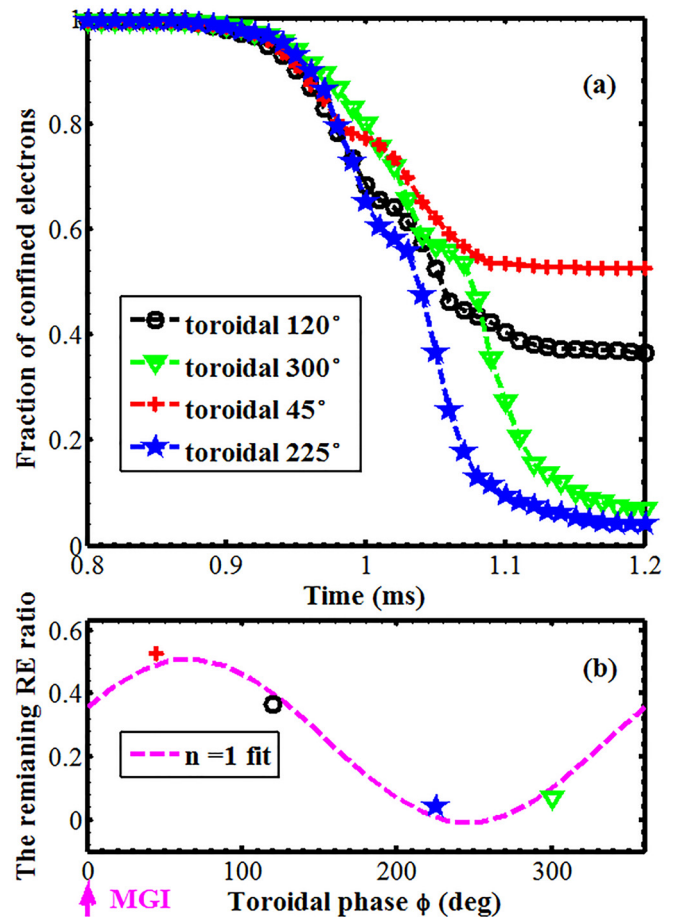 1
0.8
0.6
0.4
0.2
0
(a)
Fraction of confined electrons
toroidal 120°
toroidal 300°
toroidal 45°
toroidal 225°
0.8 0.9 1 1.1 1.2
Time (ms)
0.6
0.4
0.2
0
(b)
The remianing RE ratio
n =1 fit
0 100 200 300
MGI
Toroidal phase ϕ (deg)